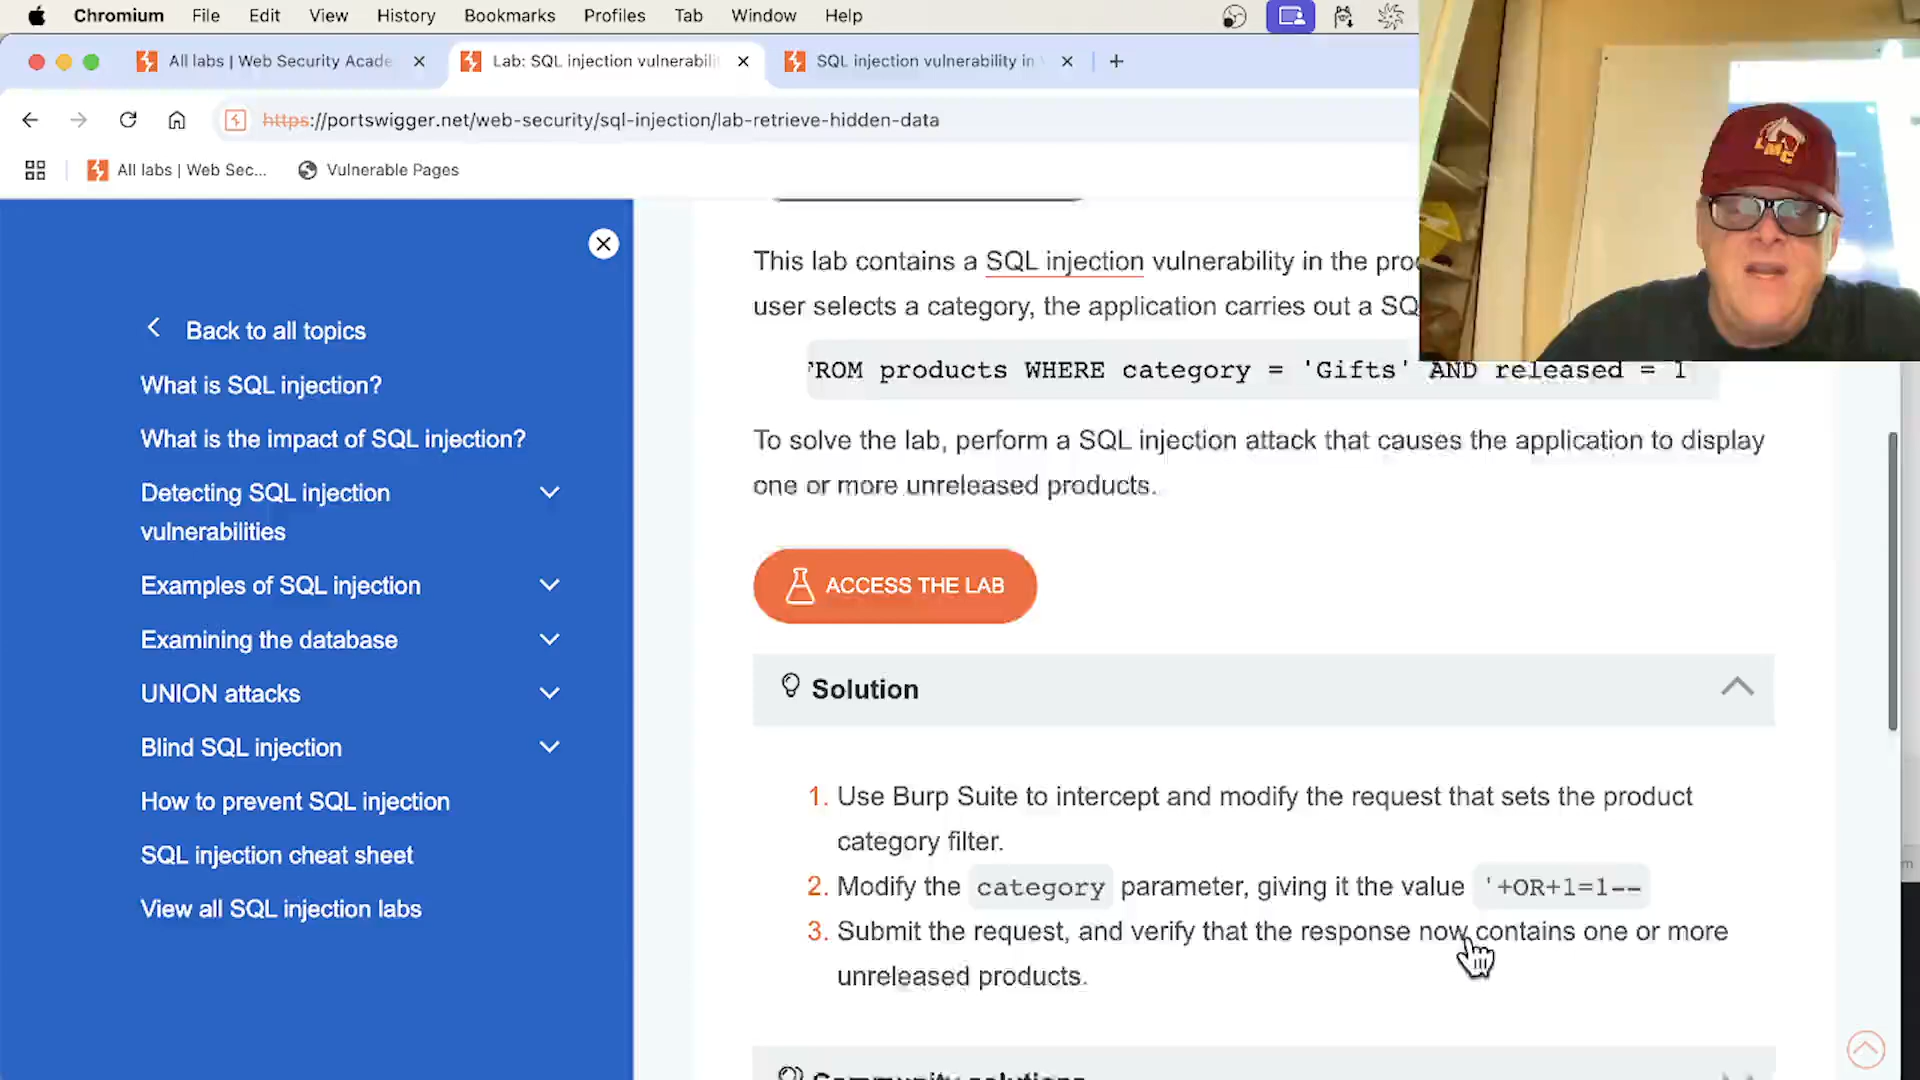 Chromium File Edit View History Bookmarks Profiles Tab Window Help
All labs | Web Security Acade
Lab: SQL injection vulnerabili
SQL injection vulnerability in
https://portswigger.net/web-security/sql-injection/lab-retrieve-hidden-data
All labs | Web Sec...
Vulnerable Pages
LMC
Back to all topics
What is SQL injection?
What is the impact of SQL injection?
Detecting SQL injection
vulnerabilities
Examples of SQL injection
Examining the database
UNION attacks
Blind SQL injection
How to prevent SQL injection
SQL injection cheat sheet
View all SQL injection labs
This lab contains a SQL injection vulnerability in the pro
user selects a category, the application carries out a SQ
FROM products WHERE category = 'Gifts' AND released = 1
To solve the lab, perform a SQL injection attack that causes the application to display
one or more unreleased products.
ACCESS THE LAB
Solution
1. Use Burp Suite to intercept and modify the request that sets the product
category filter.
2. Modify the category parameter, giving it the value '+OR+1=1--
3. Submit the request, and verify that the response now contains one or more
unreleased products.
Community solutions